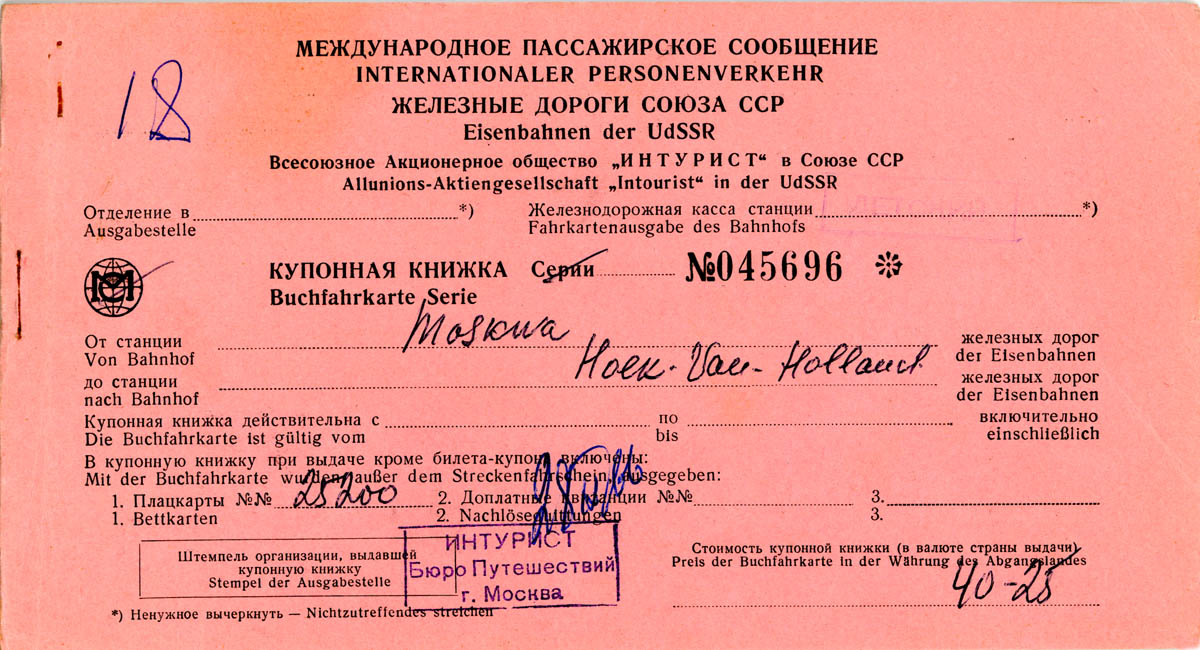 МЕЖДУНАРОДНОЕ ПАССАЖИРСКОЕ СООБЩЕНИЕ
INTERNATIONALER PERSONENVERKEHR
18
ЖЕЛЕЗНЫЕ ДОРОГИ СОЮЗА ССР
Eisenbahnen der UdSSR
Всесоюзное Акционерное общество „ИНТУРИСТ“ в Союзе ССР
Allunions-Aktiengesellschaft „Intourist“ in der UdSSR
Отделение в *) Железнодорожная касса станции *)
Ausgabestelle Fahrkartenausgabe des Bahnhofs
КУПОННАЯ КНИЖКА Серии №045696
Buchfahrkarte Serie
Moskwa
От станции железных дорог
Von Bahnhof der Eisenbahnen
Hoek-Van-Holland
до станции железных дорог
nach Bahnhof der Eisenbahnen
Купонная книжка действительна с по включительно
Die Buchfahrkarte ist gültig vom bis einschließlich
В купонную книжку при выдаче кроме билета-купона включены:
Mit der Buchfahrkarte wurden außer dem Streckenfahrschein ausgegeben:
1. Плацкарты №№ 25200 2. Доплатные квитанции №№ 3.
1. Bettkarten 2. Nachlösequittungen 3.
Штемпель организации, выдавшей
купонную книжку
Stempel der Ausgabestelle
ИНТУРИСТ
Бюро Путешествий
г. Москва
Стоимость купонной книжки (в валюте страны выдачи)
Preis der Buchfahrkarte in der Währung des Abgangslandes
40-25
*) Ненужное вычеркнуть — Nichtzutreffendes streichen